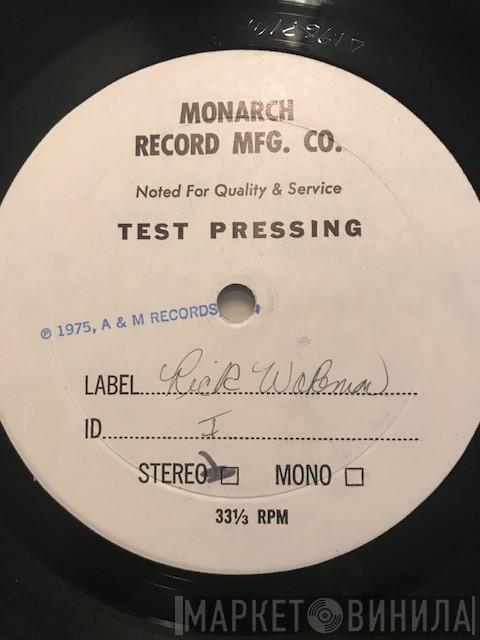 MONARCH
RECORD MFG. CO.
Noted For Quality & Service
TEST PRESSING
℗ 1975, A & M RECORDS,
LABEL Rick Wakeman
ID I
STEREO MONO
33⅓ RPM
МАРКЕТ ВИНИЛА